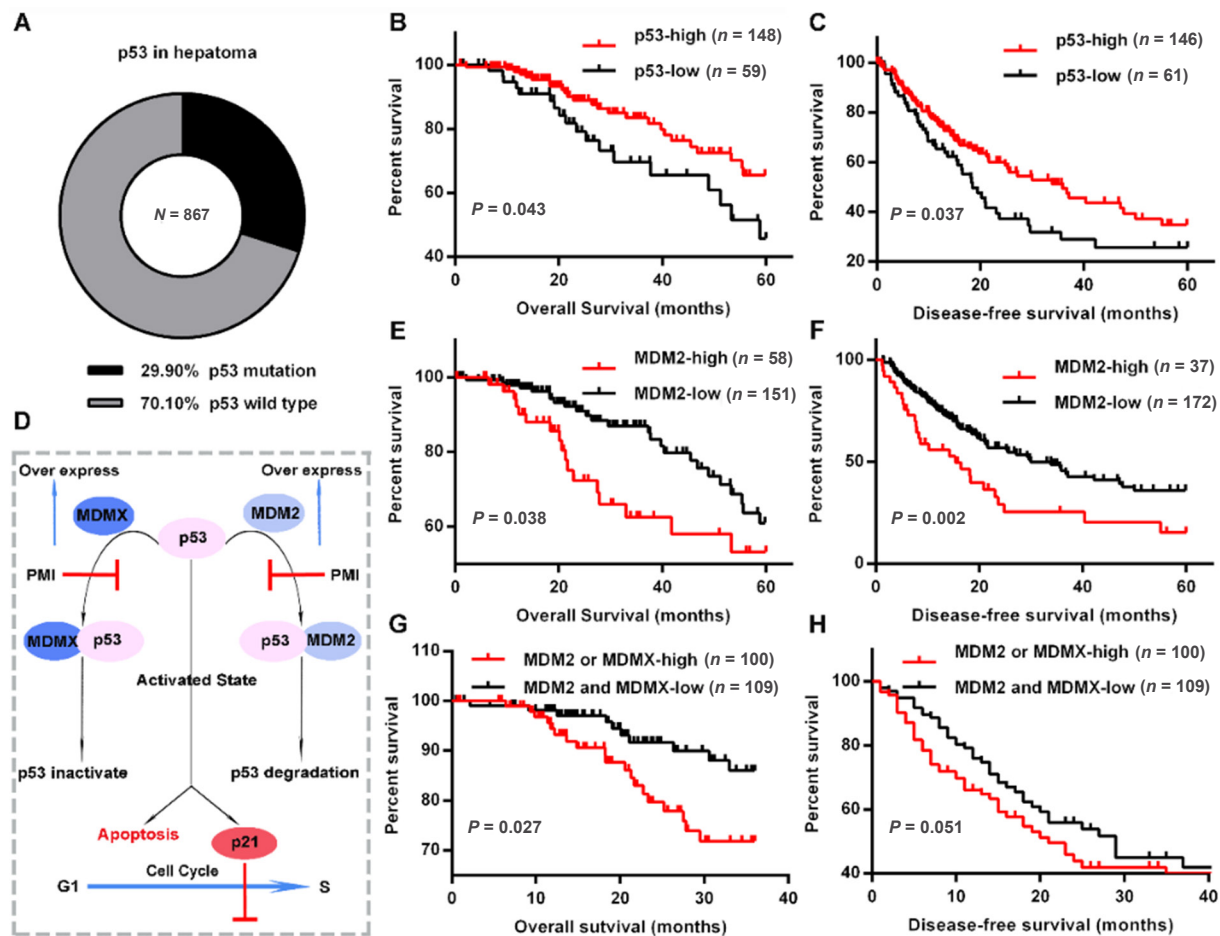 A
p53 in hepatoma
N = 867
29.90% p53 mutation
70.10% p53 wild type
B
p53-high (n = 148)
p53-low (n = 59)
Percent survival
100
80
60
40
P = 0.043
0
20
40
60
Overall Survival (months)
C
p53-high (n = 146)
p53-low (n = 61)
Percent survival
100
80
60
40
20
P = 0.037
0
20
40
60
Disease-free survival (months)
D
Over express
Over express
MDMX
MDM2
p53
PMI
PMI
MDMX
p53
p53
MDM2
Activated State
p53 inactivate
p53 degradation
Apoptosis
p21
Cell Cycle
G1
S
E
MDM2-high (n = 58)
MDM2-low (n = 151)
Percent survival
100
80
60
P = 0.038
0
20
40
60
Overall Survival (months)
F
MDM2-high (n = 37)
MDM2-low (n = 172)
Percent survival
100
50
0
P = 0.002
0
20
40
60
Disease-free survival (months)
G
MDM2 or MDMX-high (n = 100)
MDM2 and MDMX-low (n = 109)
Percent survival
110
100
90
80
70
P = 0.027
0
20
40
Overall sutvival (months)
H
MDM2 or MDMX-high (n = 100)
MDM2 and MDMX-low (n = 109)
Percent survival
100
80
60
40
P = 0.051
0
10
20
30
40
Disease-free survival (months)